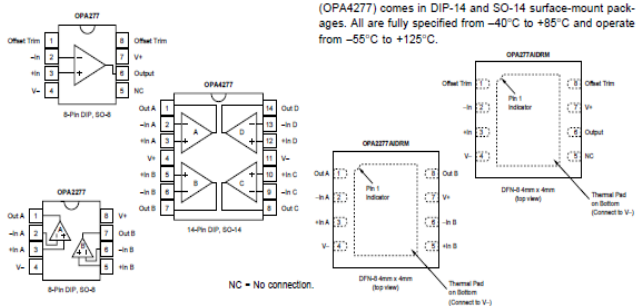 (OPA4277) comes in DIP-14 and SO-14 surface-mount pack-
ages. All are fully specified from –40°C to +85°C and operate
from –55°C to +125°C.
OPA277
Offset Trim 1 8 Offset Trim
–In 2 7 V+
+In 3 6 Output
V– 4 5 NC
8-Pin DIP, SO-8
OPA4277
Out A 1 14 Out D
–In A 2 13 –In D
A D
+In A 3 12 +In D
V+ 4 11 V–
+In B 5 10 +In C
B C
–In B 6 9 –In C
Out B 7 8 Out C
14-Pin DIP, SO-14
OPA2277
Out A 1 8 V+
–In A 2 7 Out B
A
+In A 3 6 –In B
B
V– 4 5 +In B
8-Pin DIP, SO-8
NC = No connection.
OPA277AIDRM
Offset Trim 1 8 Offset Trim
Pin 1
Indicator
–In 2 7 V+
+In 3 6 Output
V– 4 5 NC
DFN-8 4mm x 4mm
(top view)
Thermal Pad
on Bottom
(Connect to V–)
OPA2277AIDRM
Out A 1 8 Out B
Pin 1
Indicator
–In A 2 7 V+
+In A 3 6 –In B
V– 4 5 +In B
DFN-8 4mm x 4mm
(top view)
Thermal Pad
on Bottom
(Connect to V–)